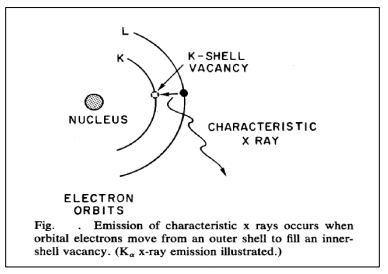 L
K
K-SHELL
VACANCY
NUCLEUS
CHARACTERISTIC
X RAY
ELECTRON
ORBITS
Fig. . Emission of characteristic x rays occurs when
orbital electrons move from an outer shell to fill an inner-
shell vacancy. (Kα x-ray emission illustrated.)